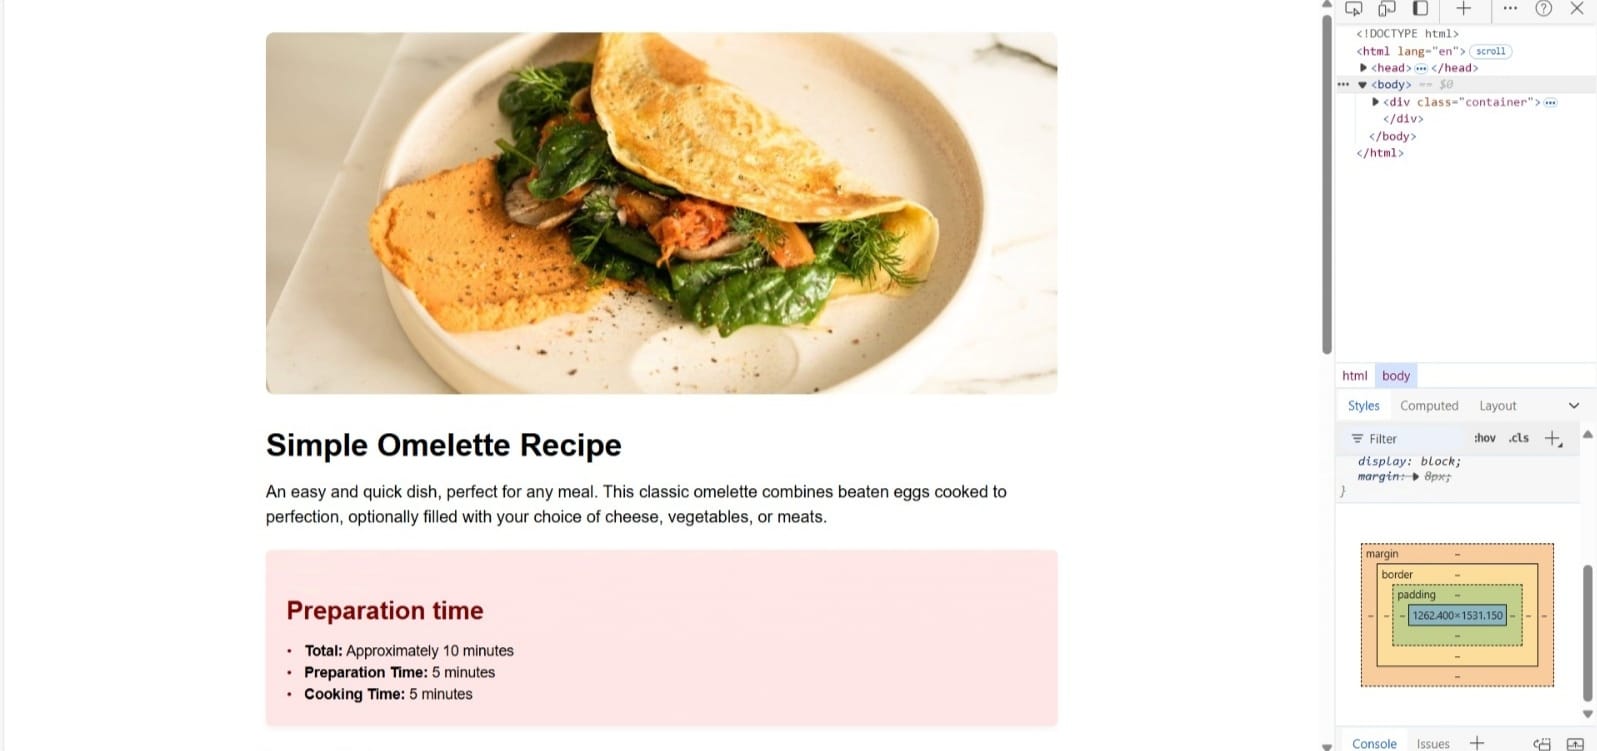 Simple Omelette Recipe
An easy and quick dish, perfect for any meal. This classic omelette combines beaten eggs cooked to
perfection, optionally filled with your choice of cheese, vegetables, or meats.
Preparation time
• Total: Approximately 10 minutes
• Preparation Time: 5 minutes
• Cooking Time: 5 minutes
<!DOCTYPE html>
<html lang="en"> scroll
<head> ••• </head>
••• <body> == $0
<div class="container"> •••
</div>
</body>
</html>
html body
Styles Computed Layout
Filter :hov .cls
display: block;
margin: 8px;
}
margin –
border –
padding –
– – – 1262.400×1531.150 – – –
–
–
–
Console Issues